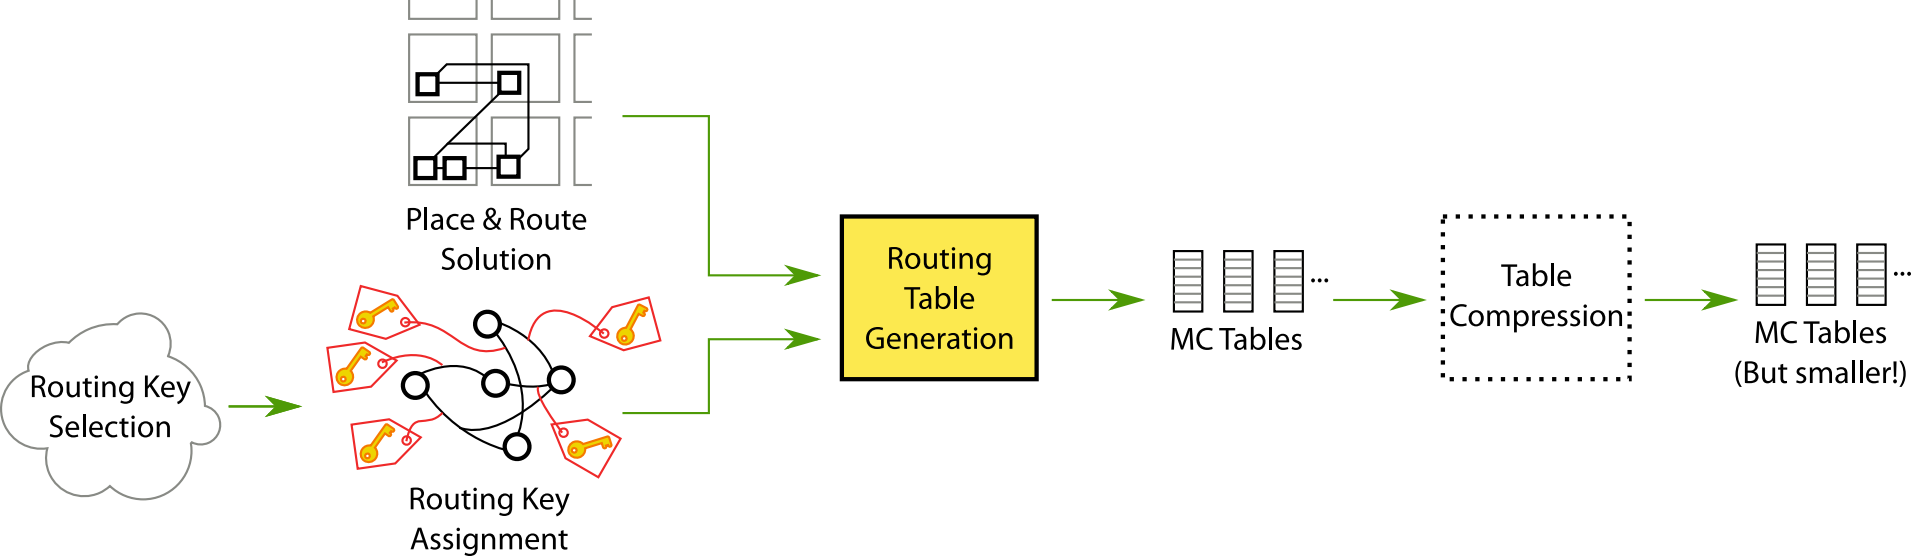 Place & Route
Solution
Routing Key
Selection
Routing Key
Assignment
Routing
Table
Generation
...
MC Tables
Table
Compression
...
MC Tables
(But smaller!)